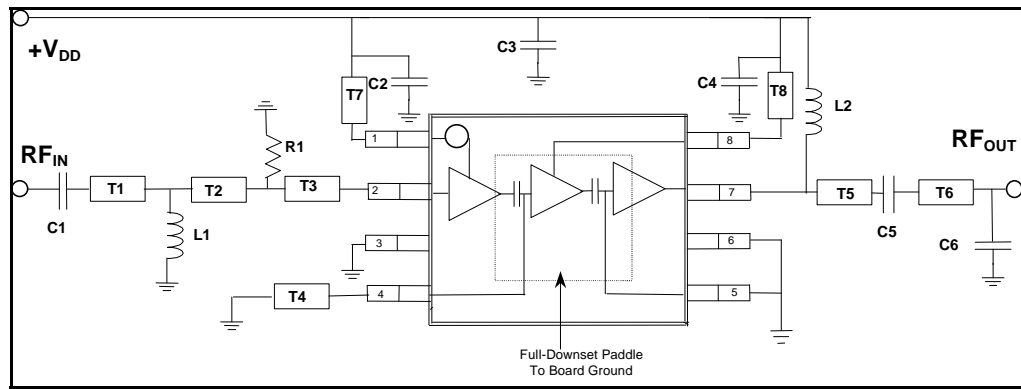 +VDD
C3
C2
C4
T7
T8
L2
1
8
RFIN
R1
RFOUT
T1
T2
T3
2
7
T5
T6
C1
L1
C5
C6
3
6
T4
4
5
Full-Downset Paddle
To Board Ground